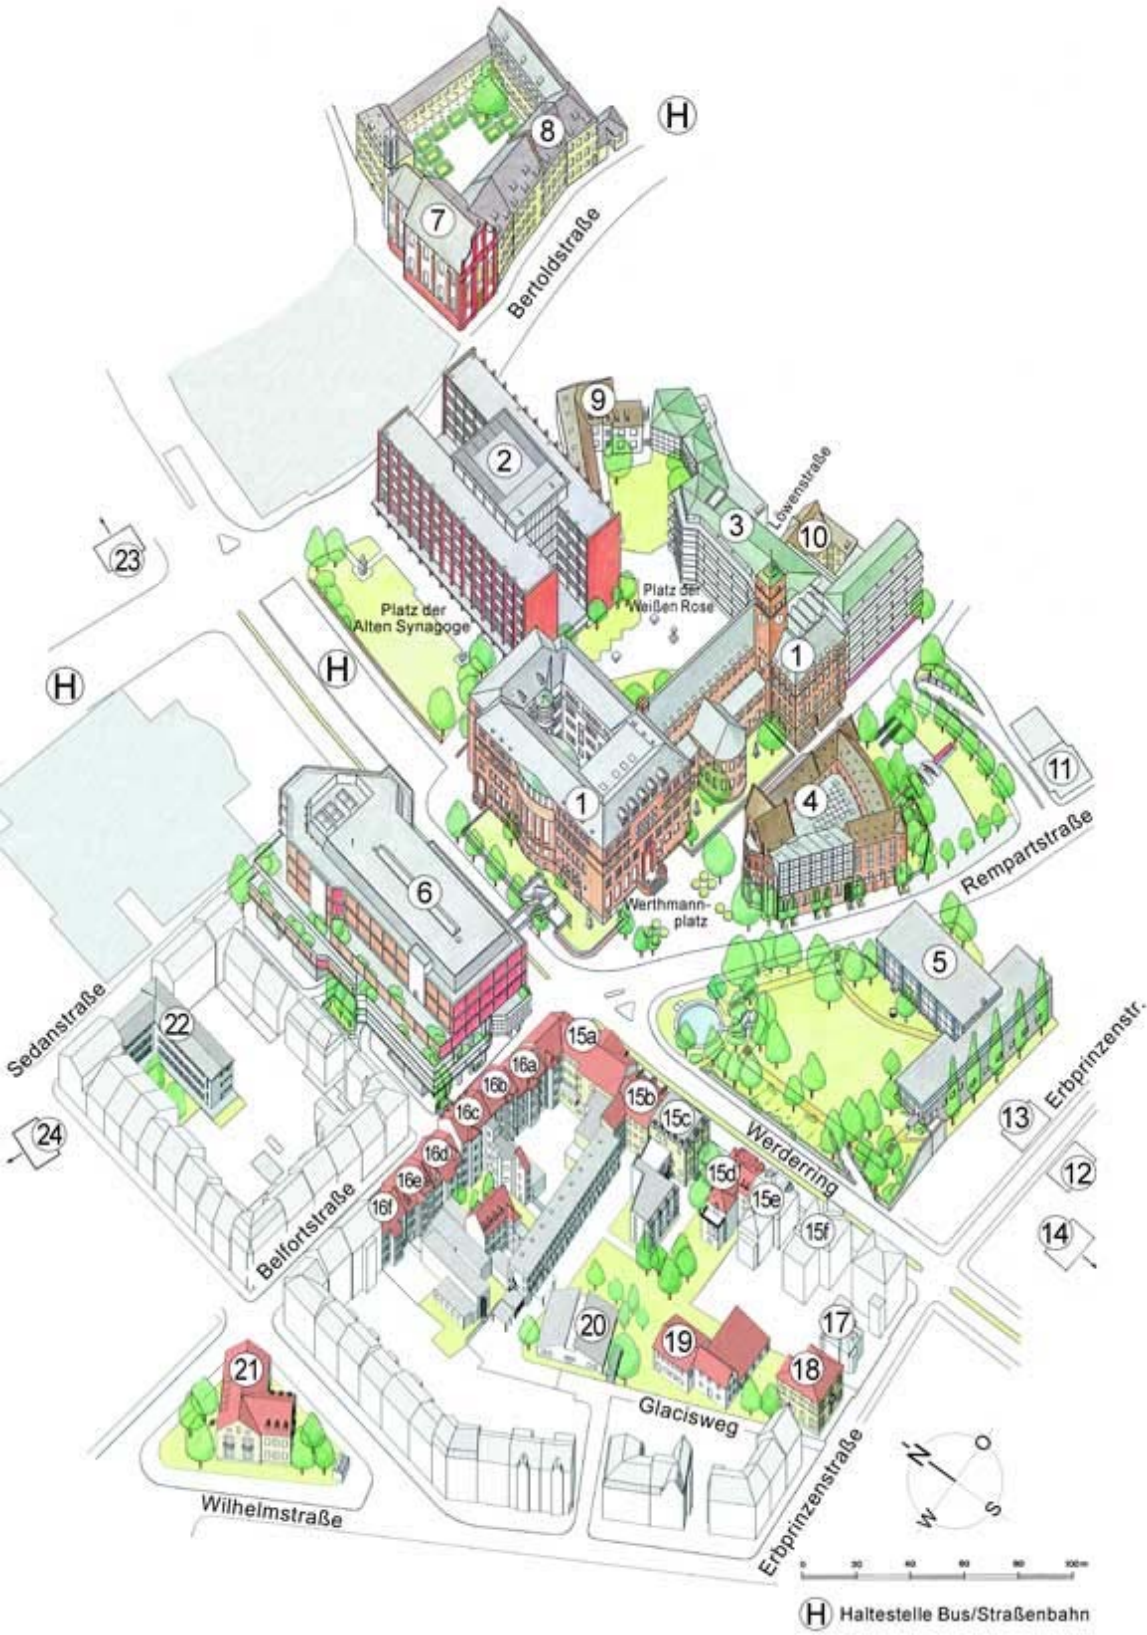 H
8
7
Bertoldstraße
9
2
Löwenstraße
3
10
23
Platz der
Weißen Rose
Platz der
Alten Synagoge
H
H
1
11
1
4
Rempartstraße
6
Werthmann-
platz
5
Sedanstraße
22
Erbprinzenstr.
15a
16a
16b
15b
16c
15c
13
24
Werderring
16d
15d
12
16e
15e
16f
15f
14
Belfortstraße
20
17
19
18
21
Glacisweg
N
O
W
S
Wilhelmstraße
Erbprinzenstraße
0 20 40 60 80 100m
H Haltestelle Bus/Straßenbahn